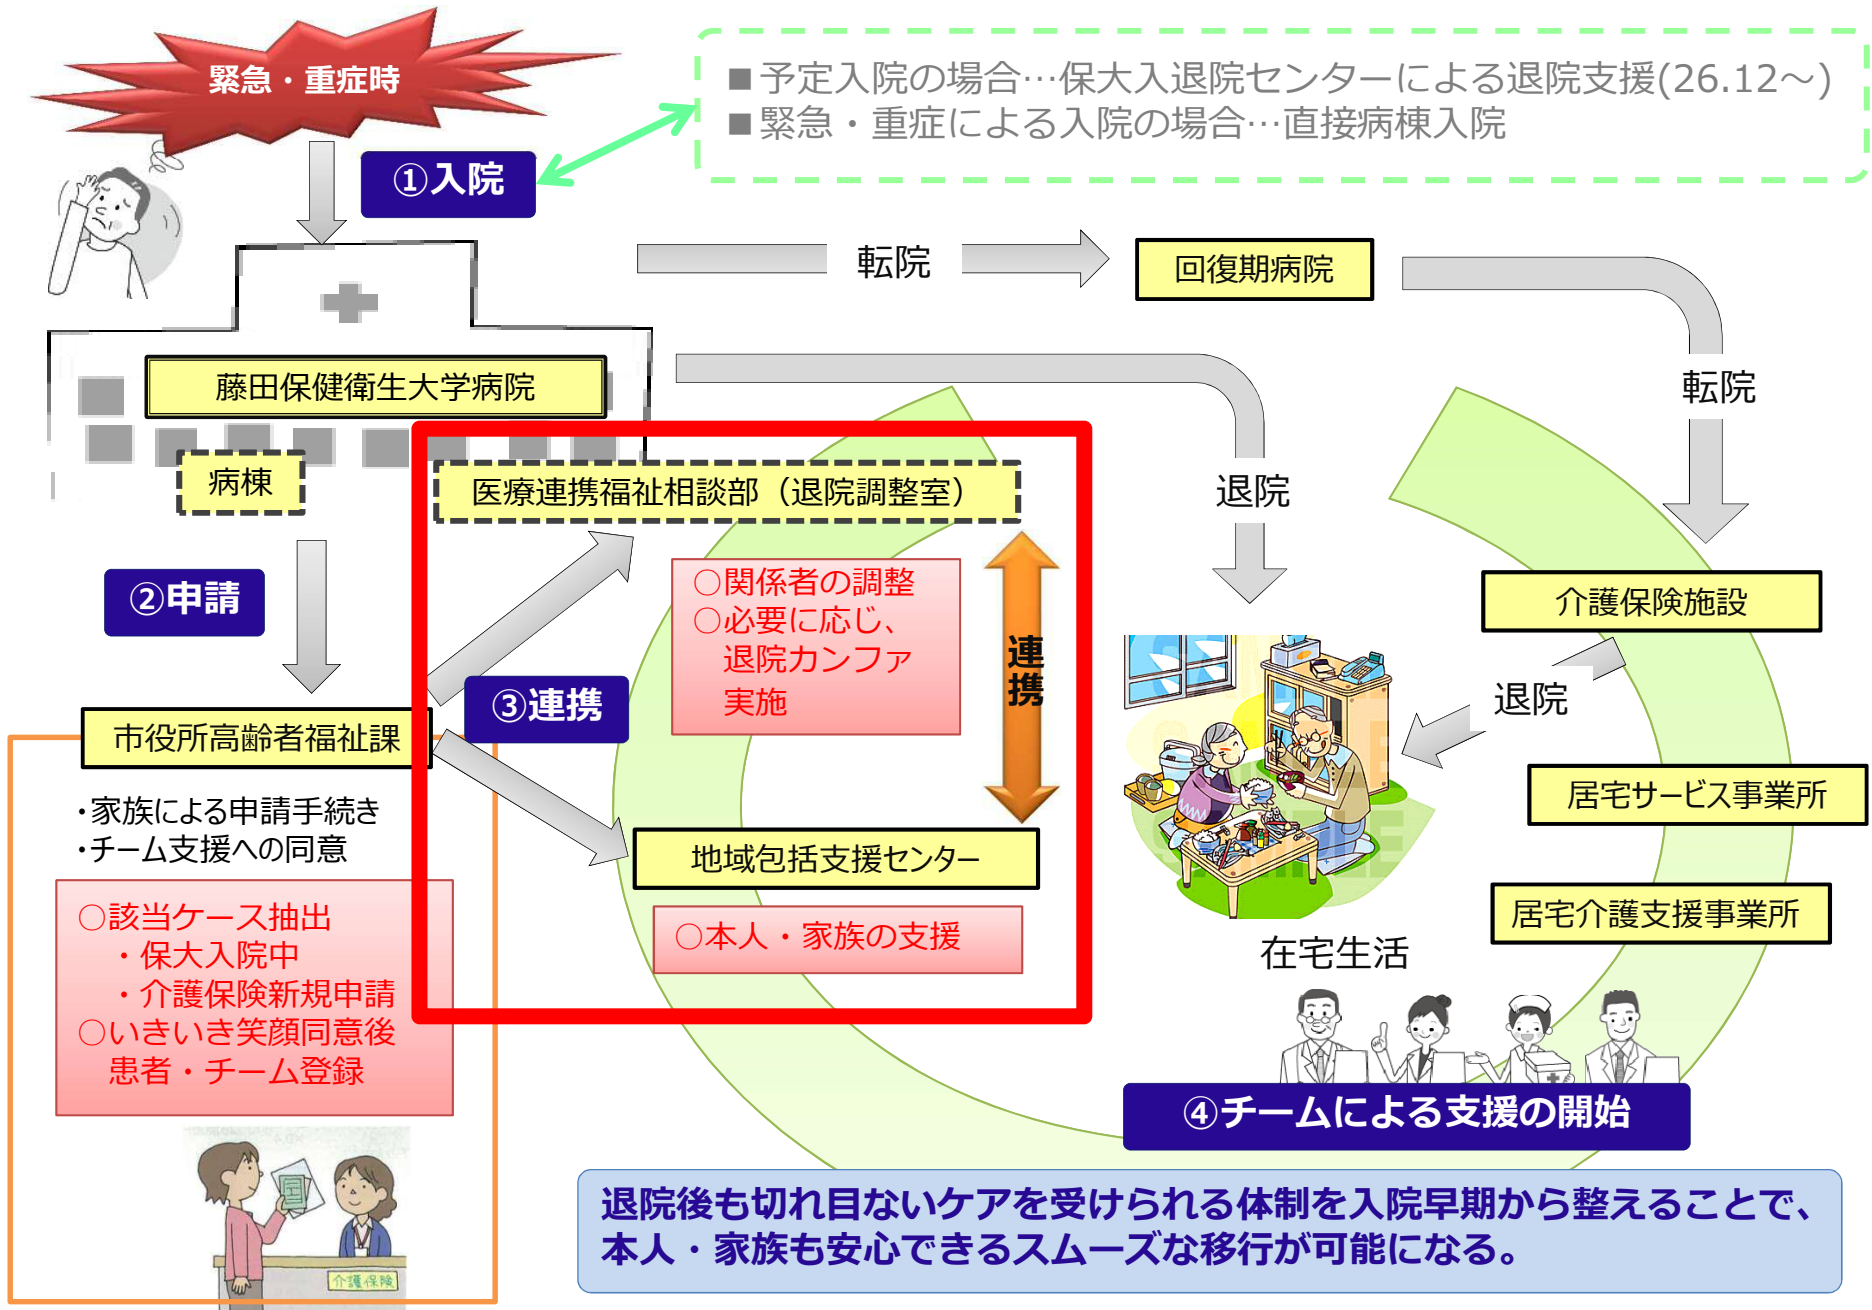 緊急・重症時
■予定入院の場合…保大入退院センターによる退院支援(26.12～)
■緊急・重症による入院の場合…直接病棟入院
①入院
転院
回復期病院
藤田保健衛生大学病院
転院
病棟
医療連携福祉相談部（退院調整室）
退院
②申請
○関係者の調整
○必要に応じ、
退院カンファ
実施
連携
介護保険施設
③連携
退院
市役所高齢者福祉課
・家族による申請手続き
・チーム支援への同意
居宅サービス事業所
地域包括支援センター
○該当ケース抽出
・保大入院中
・介護保険新規申請
○いきいき笑顔同意後
患者・チーム登録
○本人・家族の支援
居宅介護支援事業所
在宅生活
④チームによる支援の開始
退院後も切れ目ないケアを受けられる体制を入院早期から整えることで、
本人・家族も安心できるスムーズな移行が可能になる。
介護保険